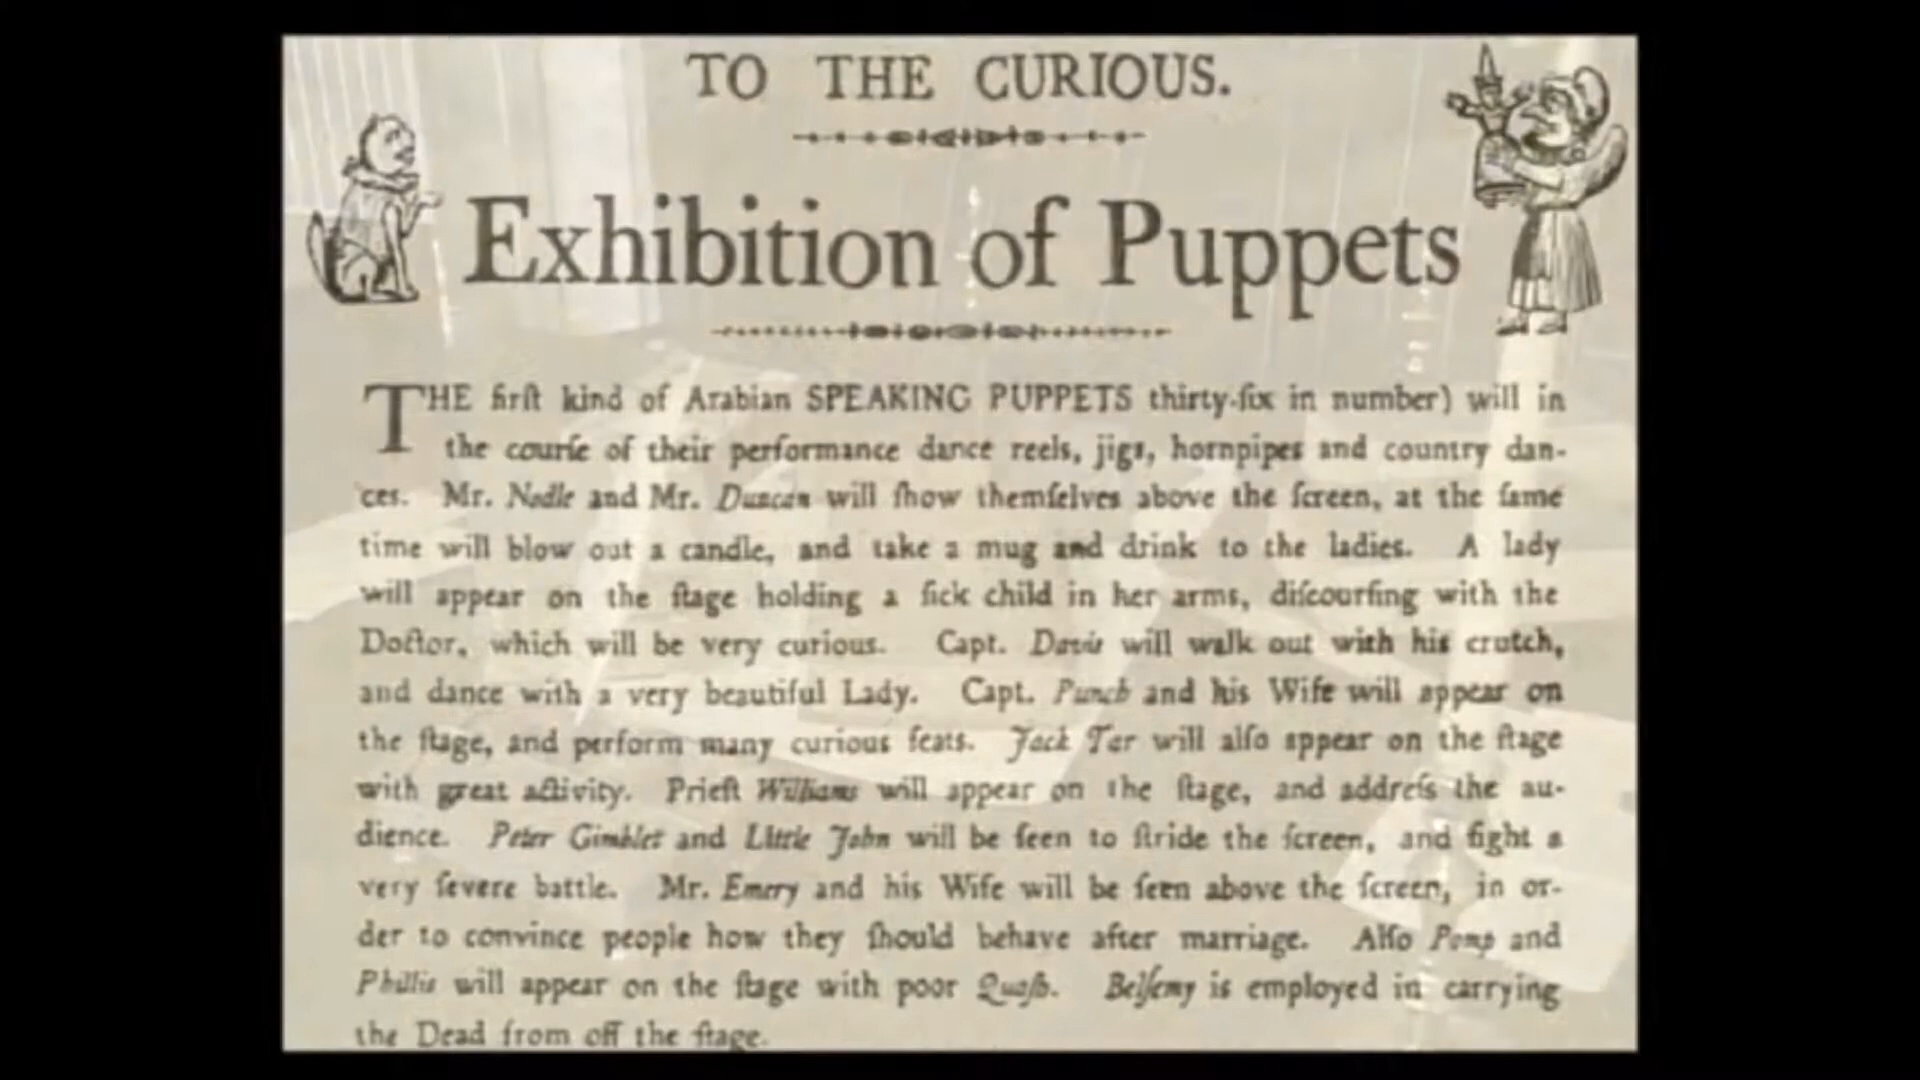 TO THE CURIOUS.
Exhibition of Puppets
THE firſt kind of Arabian SPEAKING PUPPETS thirty-ſix in number) will in
the courſe of their performance dance reels, jigs, hornpipes and country dan-
ces. Mr. Nodle and Mr. Duncan will ſhow themſelves above the ſcreen, at the ſame
time will blow out a candle, and take a mug and drink to the ladies. A lady
will appear on the ſtage holding a ſick child in her arms, diſcourſing with the
Doctor, which will be very curious. Capt. Davis will walk out with his crutch,
and dance with a very beautiful Lady. Capt. Punch and his Wife will appear on
the ſtage, and perform many curious feats. Jack Tar will alſo appear on the ſtage
with great activity. Prieſt Williams will appear on the ſtage, and addreſs the au-
dience. Peter Gimblet and Little John will be ſeen to ſtride the ſcreen, and fight a
very ſevere battle. Mr. Emery and his Wife will be ſeen above the ſcreen, in or-
der to convince people how they ſhould behave after marriage. Alſo Pomp and
Phillis will appear on the ſtage with poor Quaſh. Belſemy is employed in carrying
the Dead from off the ſtage.